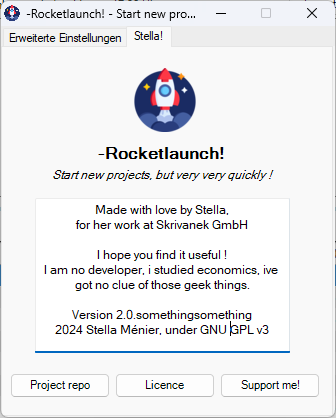 -Rocketlaunch! - Start new pro...
Erweiterte Einstellungen
Stella!
-Rocketlaunch!
Start new projects, but very very quickly !
Made with love by Stella,
for her work at Skrivanek GmbH
I hope you find it useful !
I am no developer, i studied economics, ive
got no clue of those geek things.
Version 2.0.somethingsomething
2024 Stella Ménier, under GNU GPL v3
Project repo
Licence
Support me!